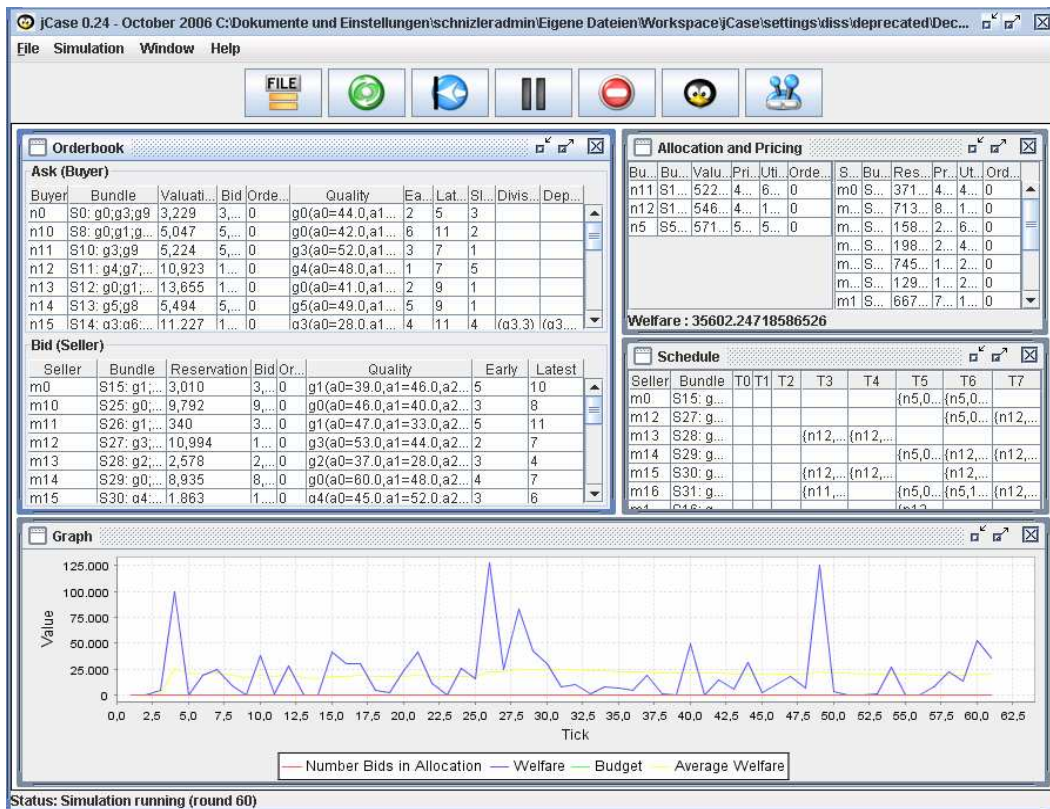 jCase 0.24 - October 2006 C:\Dokumente und Einstellungen\schnizleradmin\Eigene Dateien\Workspace\jCase\settings\diss\deprecated\Dec...
File Simulation Window Help
FILE
Orderbook
Ask (Buyer)
Buyer Bundle Valuati... Bid Orde... Quality Ea... Lat... Sl... Divis... Dep...
n0 S0: g0;g3;g9 3,229 3,... 0 g0(a0=44.0,a1... 2 5 3
n10 S8: g0;g1;g... 5,047 5,... 0 g0(a0=42.0,a1... 6 11 2
n11 S10: g3;g9 5,224 5,... 0 g3(a0=52.0,a1... 3 7 1
n12 S11: g4;g7;... 10,923 1... 0 g4(a0=48.0,a1... 1 7 5
n13 S12: g0;g1;... 13,655 1... 0 g0(a0=41.0,a1... 2 9 1
n14 S13: g5;g8 5,494 5,... 0 g5(a0=49.0,a1... 5 9 1
n15 S14: g3;g6;... 11,227 1... 0 g3(a0=28.0,a1... 4 11 4 (g3,3) (g3,...
Bid (Seller)
Seller Bundle Reservation Bid Or... Quality Early Latest
m0 S15: g1;... 3,010 3,... 0 g1(a0=39.0,a1=46.0,a2... 5 10
m10 S25: g0;... 9,792 9,... 0 g0(a0=46.0,a1=40.0,a2... 3 8
m11 S26: g1;... 340 3... 0 g1(a0=47.0,a1=33.0,a2... 5 11
m12 S27: g3;... 10,994 1... 0 g3(a0=53.0,a1=44.0,a2... 2 7
m13 S28: g2;... 2,578 2,... 0 g2(a0=37.0,a1=28.0,a2... 3 4
m14 S29: g0;... 8,935 8,... 0 g0(a0=60.0,a1=48.0,a2... 4 7
m15 S30: g4;... 1,863 1... 0 g4(a0=45.0,a1=52.0,a2... 3 6
Allocation and Pricing
Bu... Bu... Valu... Pri... Uti... Orde... S... Bu... Res... Pr... Ut... Ord...
n11 S1... 522... 4... 6... 0 m0 S... 371... 4... 4... 0
n12 S1... 546... 4... 1... 0 m... S... 713... 8... 1... 0
n5 S5... 571... 5... 5... 0 m... S... 158... 2... 6... 0
m... S... 198... 2... 4... 0
m... S... 745... 1... 2... 0
m... S... 129... 1... 2... 0
m1 S... 667... 7... 1... 0
Welfare : 35602.24718586526
Schedule
Seller Bundle T0 T1 T2 T3 T4 T5 T6 T7
m0 S15: g... {n5,0... {n5,0...
m12 S27: g... {n5,0... {n12,...
m13 S28: g... {n12,... {n12,...
m14 S29: g... {n5,0... {n12,... {n12,...
m15 S30: g... {n12,... {n12,... {n12,...
m16 S31: g... {n11,... {n5,0... {n5,1... {n12,...
Graph
Value
125.000
100.000
75.000
50.000
25.000
0
0,0 2,5 5,0 7,5 10,0 12,5 15,0 17,5 20,0 22,5 25,0 27,5 30,0 32,5 35,0 37,5 40,0 42,5 45,0 47,5 50,0 52,5 55,0 57,5 60,0 62,5
Tick
Number Bids in Allocation Welfare Budget Average Welfare
Status: Simulation running (round 60)